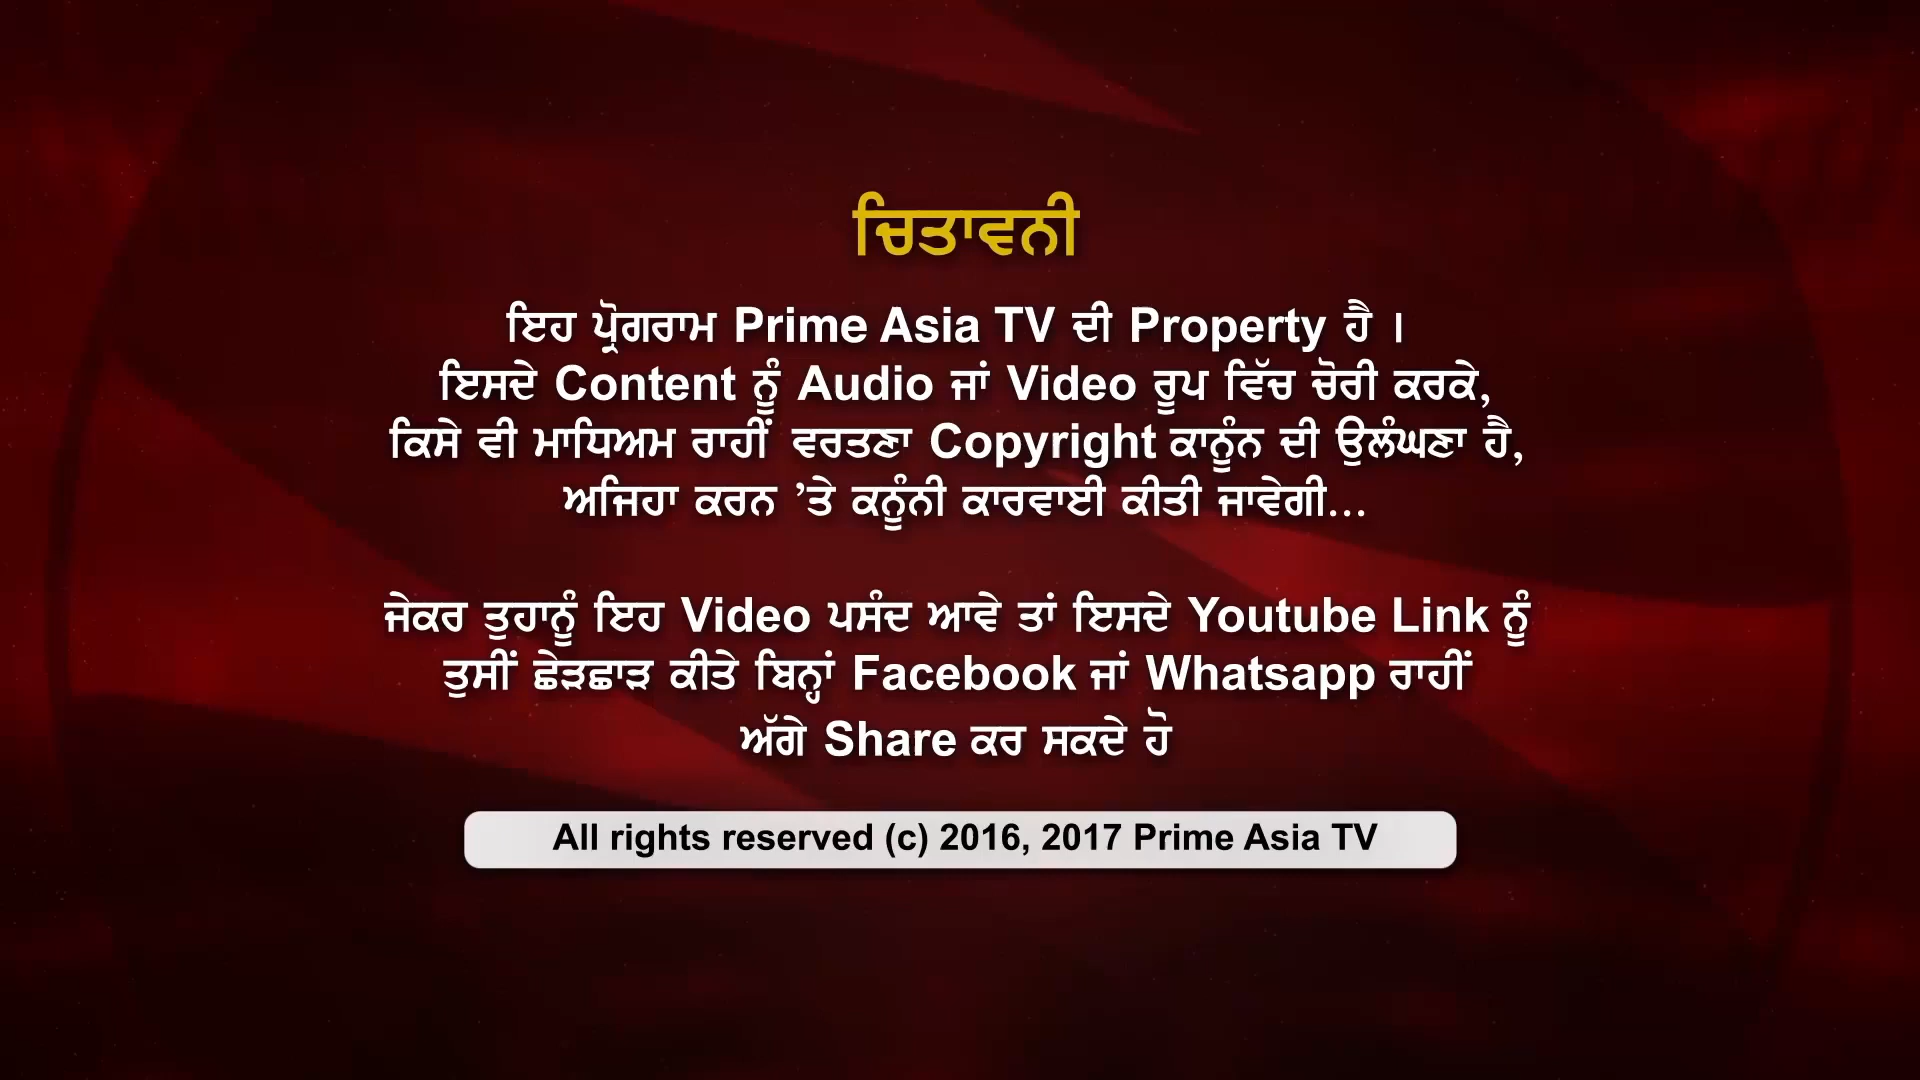 ਚਿਤਾਵਨੀ
ਇਹ ਪ੍ਰੋਗਰਾਮ Prime Asia TV ਦੀ Property ਹੈ ।
ਇਸਦੇ Content ਨੂੰ Audio ਜਾਂ Video ਰੂਪ ਵਿੱਚ ਚੋਰੀ ਕਰਕੇ,
ਕਿਸੇ ਵੀ ਮਾਧਿਅਮ ਰਾਹੀਂ ਵਰਤਣਾ Copyright ਕਾਨੂੰਨ ਦੀ ਉਲੰਘਣਾ ਹੈ,
ਅਜਿਹਾ ਕਰਨ ’ਤੇ ਕਨੂੰਨੀ ਕਾਰਵਾਈ ਕੀਤੀ ਜਾਵੇਗੀ...
ਜੇਕਰ ਤੁਹਾਨੂੰ ਇਹ Video ਪਸੰਦ ਆਵੇ ਤਾਂ ਇਸਦੇ Youtube Link ਨੂੰ
ਤੁਸੀਂ ਛੇੜਛਾੜ ਕੀਤੇ ਬਿਨ੍ਹਾਂ Facebook ਜਾਂ Whatsapp ਰਾਹੀਂ
ਅੱਗੇ Share ਕਰ ਸਕਦੇ ਹੋ
All rights reserved (c) 2016, 2017 Prime Asia TV